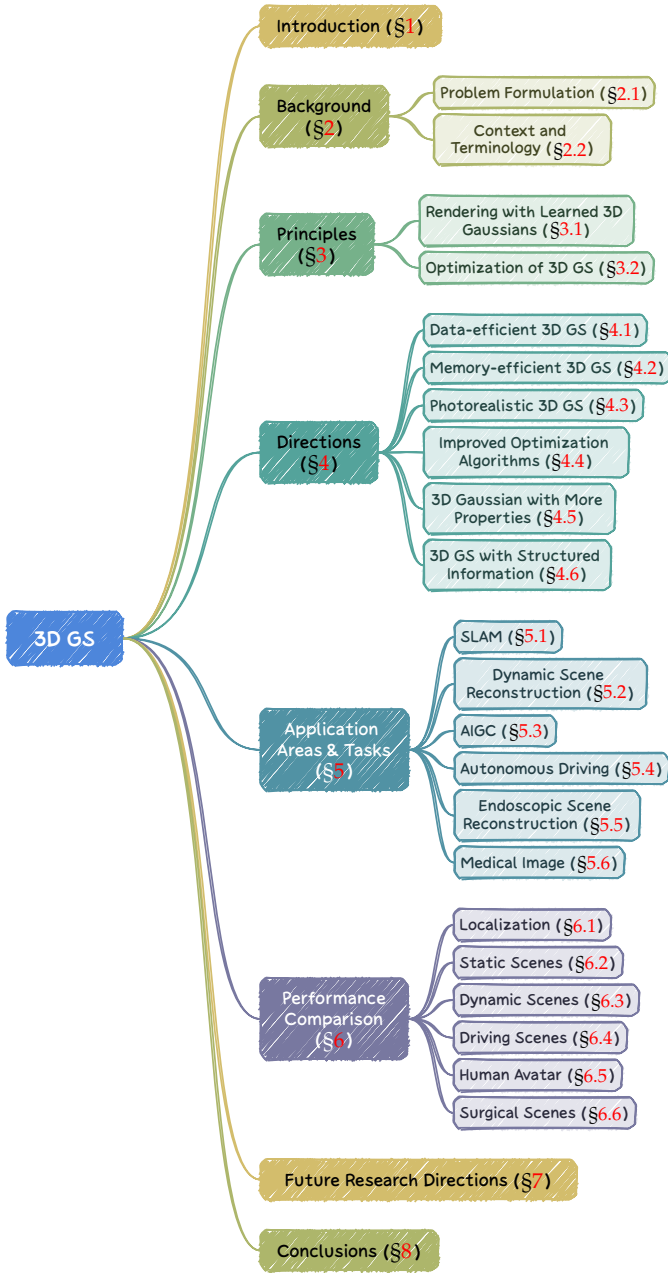 Introduction (§1)
Background
(§2)
Problem Formulation (§2.1)
Context and
Terminology (§2.2)
Principles
(§3)
Rendering with Learned 3D
Gaussians (§3.1)
Optimization of 3D GS (§3.2)
Directions
(§4)
Data-efficient 3D GS (§4.1)
Memory-efficient 3D GS (§4.2)
Photorealistic 3D GS (§4.3)
Improved Optimization
Algorithms (§4.4)
3D Gaussian with More
Properties (§4.5)
3D GS with Structured
Information (§4.6)
3D GS
Application
Areas & Tasks
(§5)
SLAM (§5.1)
Dynamic Scene
Reconstruction (§5.2)
AIGC (§5.3)
Autonomous Driving (§5.4)
Endoscopic Scene
Reconstruction (§5.5)
Medical Image (§5.6)
Performance
Comparison
(§6)
Localization (§6.1)
Static Scenes (§6.2)
Dynamic Scenes (§6.3)
Driving Scenes (§6.4)
Human Avatar (§6.5)
Surgical Scenes (§6.6)
Future Research Directions (§7)
Conclusions (§8)